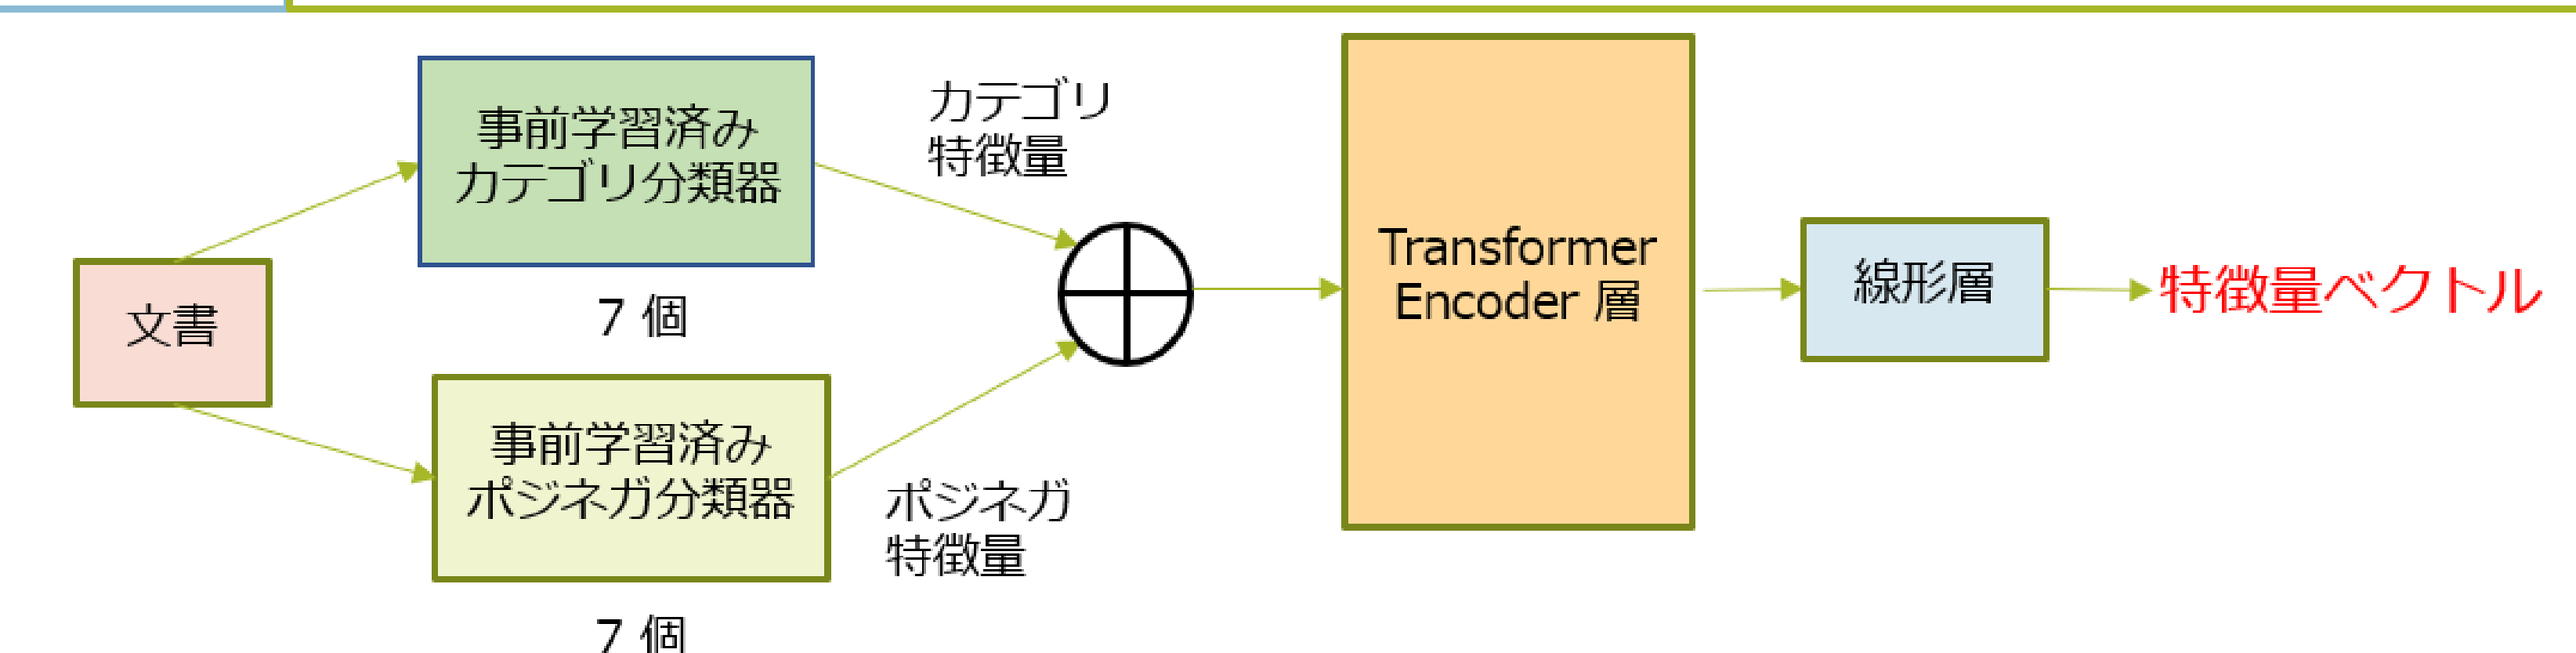 文書
事前学習済み
カテゴリ分類器
7 個
事前学習済み
ポジネガ分類器
7 個
カテゴリ
特徴量
ポジネガ
特徴量
Transformer
Encoder 層
線形層
特徴量ベクトル